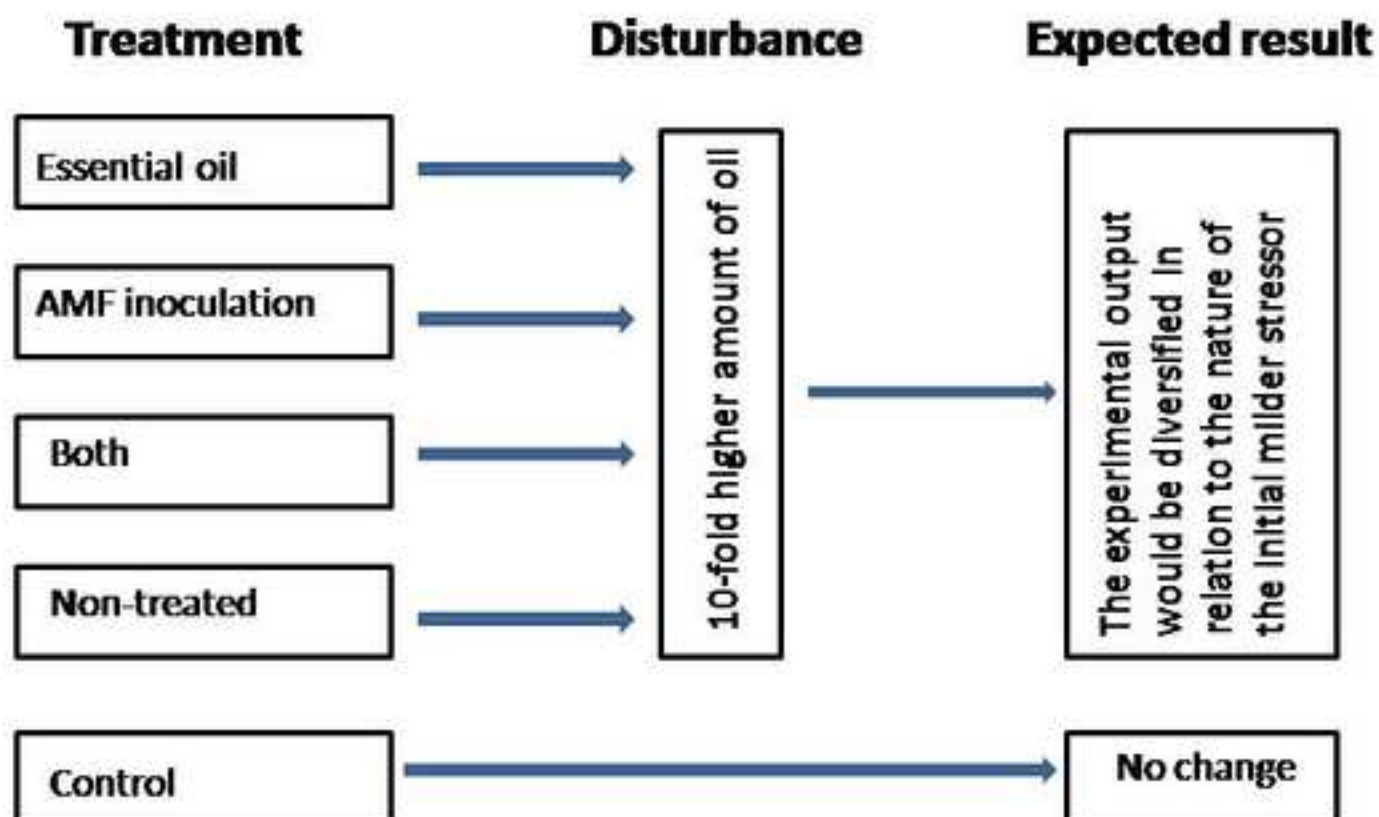 Treatment
Disturbance
Expected result
Essential oil
AMF inoculation
Both
Non-treated
Control
10-fold higher amount of oil
The experimental output
would be diversified in
relation to the nature of
the initial milder stressor
No change